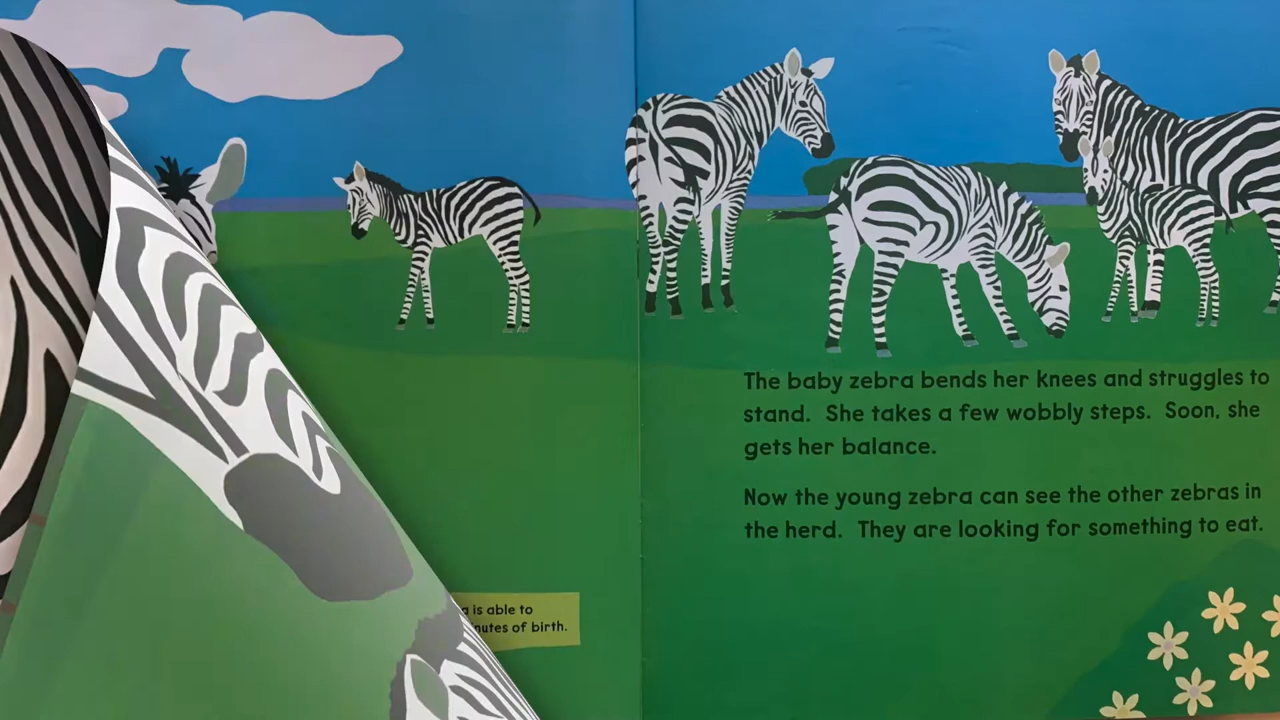 is able to
nutes of birth.
The baby zebra bends her knees and struggles to
stand. She takes a few wobbly steps. Soon, she
gets her balance.
Now the young zebra can see the other zebras in
the herd. They are looking for something to eat.